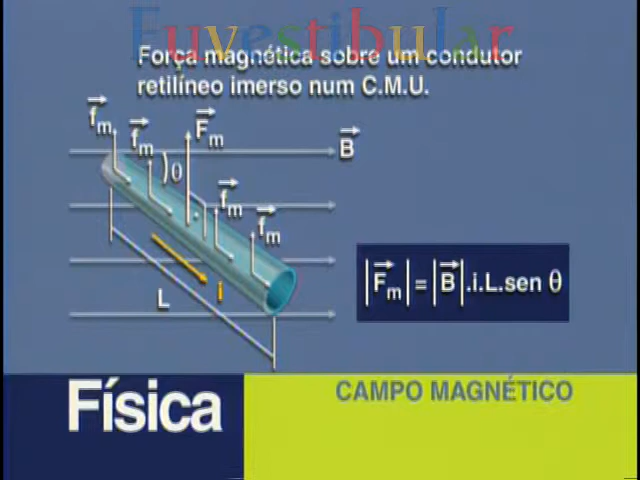 Fuvestibular
Força magnética sobre um condutor
retilíneo imerso num C.M.U.
fm
fm
Fm
θ
B
fm
fm
L
i
|Fm| = |B|.i.L.sen θ
Física
CAMPO MAGNÉTICO